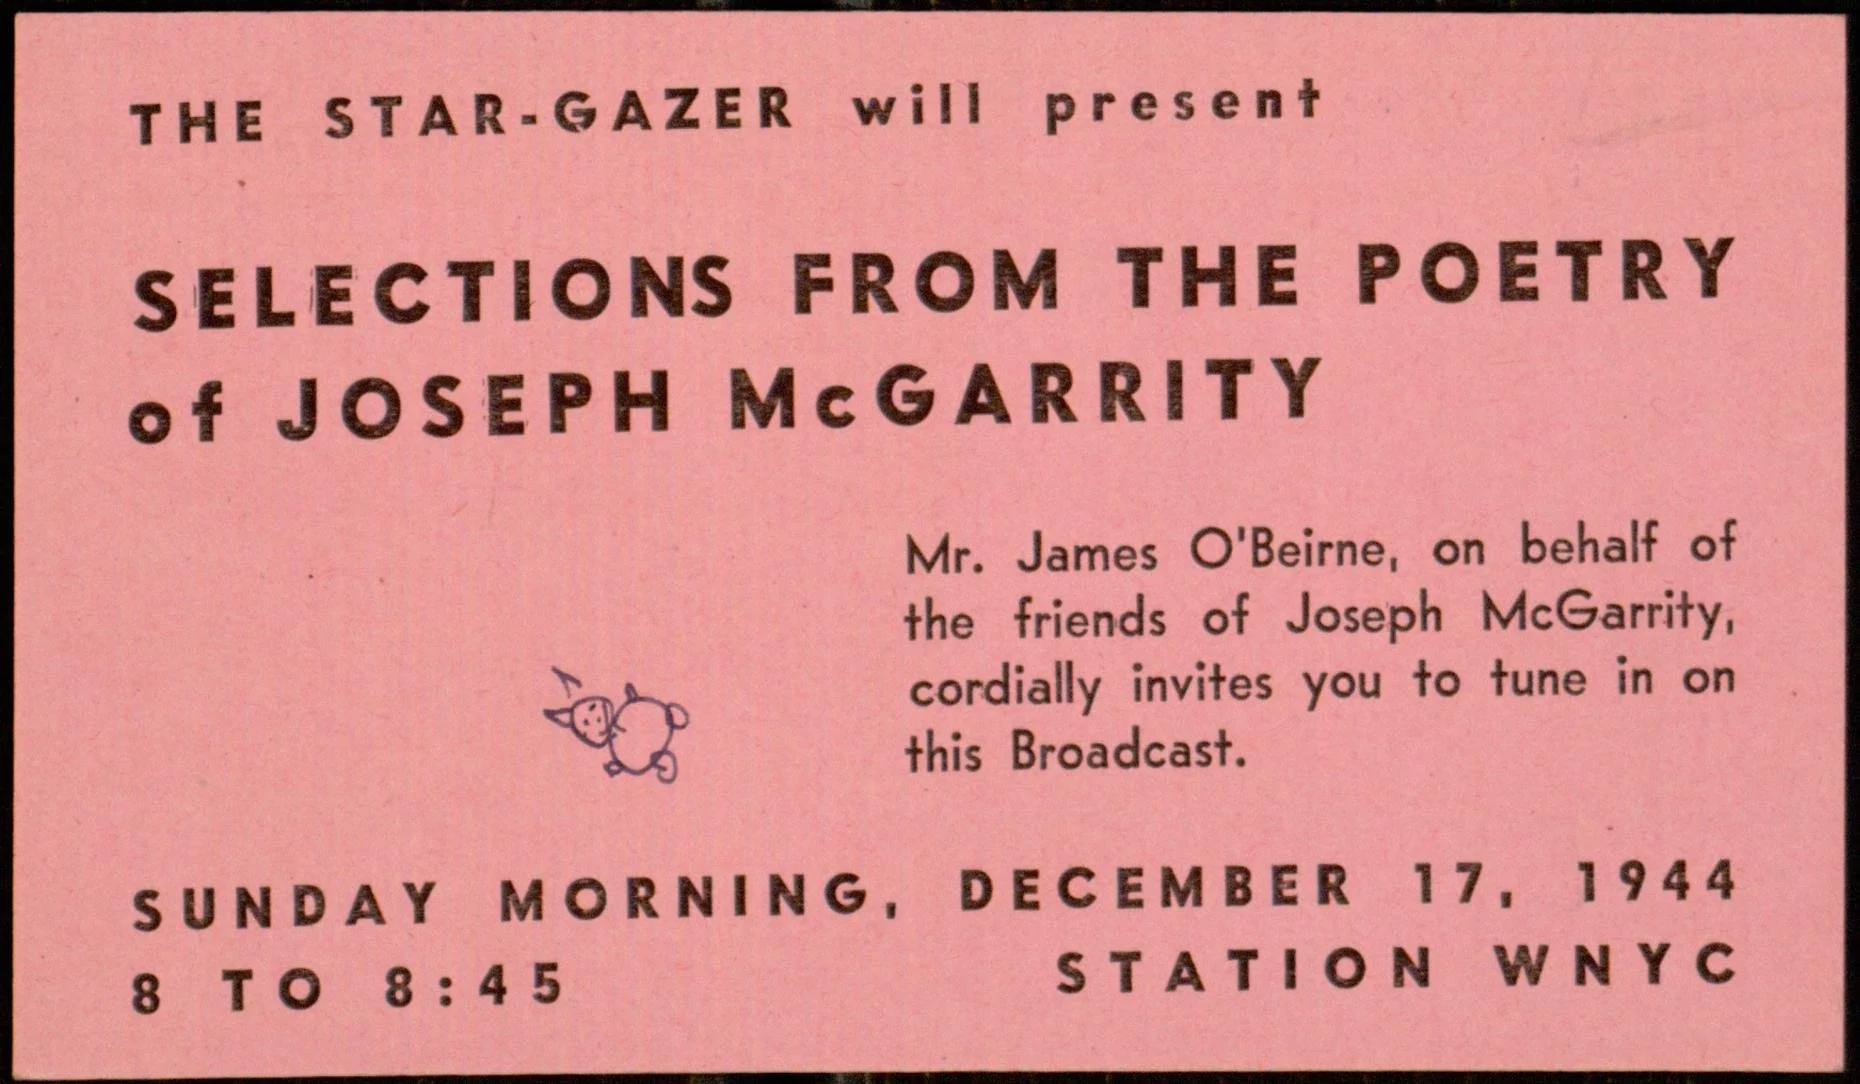 THE STAR-GAZER will present
SELECTIONS FROM THE POETRY
of JOSEPH McGARRITY
Mr. James O'Beirne, on behalf of
the friends of Joseph McGarrity,
cordially invites you to tune in on
this Broadcast.
SUNDAY MORNING, DECEMBER 17, 1944
8 TO 8:45 STATION WNYC